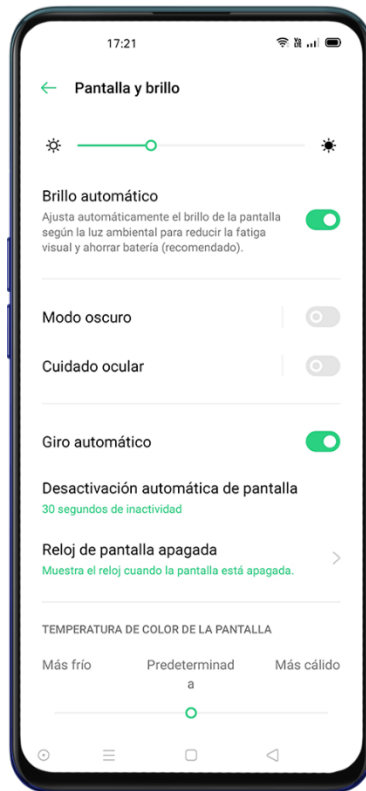 17:21
Pantalla y brillo
Brillo automático
Ajusta automáticamente el brillo de la pantalla
según la luz ambiental para reducir la fatiga
visual y ahorrar batería (recomendado).
Modo oscuro
Cuidado ocular
Giro automático
Desactivación automática de pantalla
30 segundos de inactividad
Reloj de pantalla apagada
Muestra el reloj cuando la pantalla está apagada.
TEMPERATURA DE COLOR DE LA PANTALLA
Más frío Predeterminad Más cálido
a